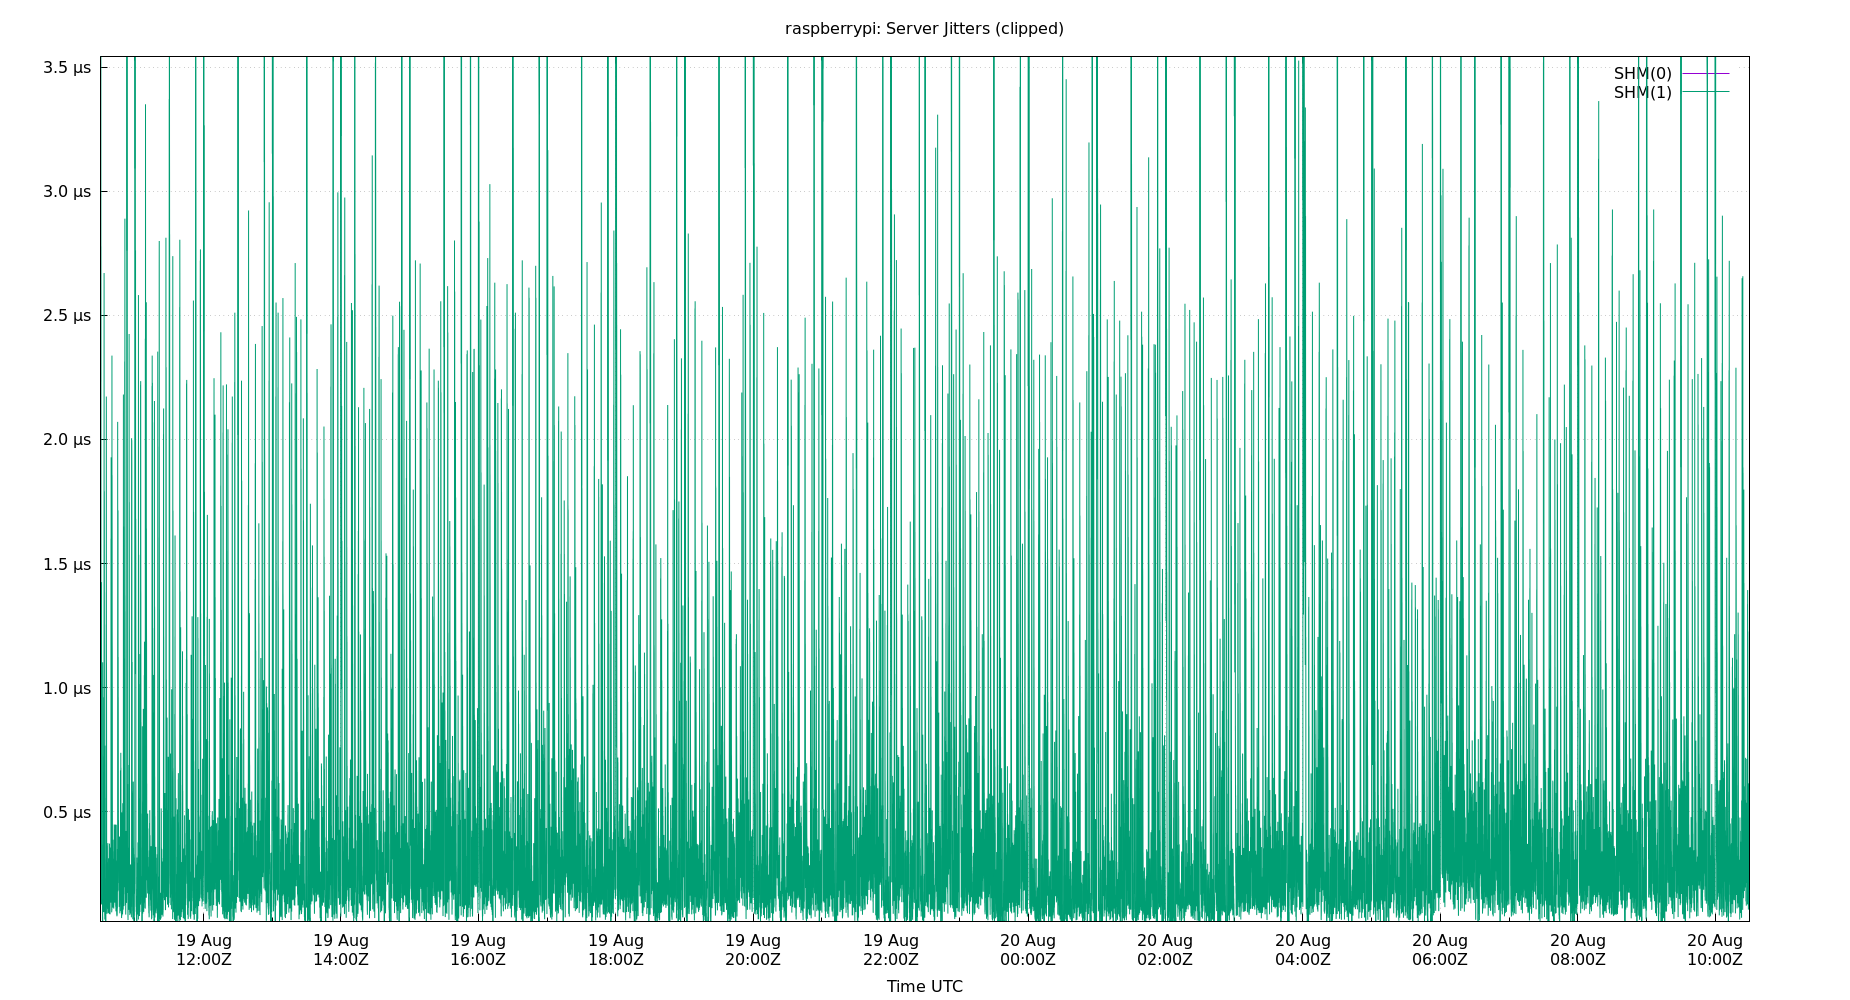 raspberrypi: Server Jitters (clipped)
3.5 µs
SHM(0)
SHM(1)
3.0 µs
2.5 µs
2.0 µs
1.5 µs
1.0 µs
0.5 µs
19 Aug 19 Aug 19 Aug 19 Aug 19 Aug 19 Aug 20 Aug 20 Aug 20 Aug 20 Aug 20 Aug 20 Aug
12:00Z 14:00Z 16:00Z 18:00Z 20:00Z 22:00Z 00:00Z 02:00Z 04:00Z 06:00Z 08:00Z 10:00Z
Time UTC